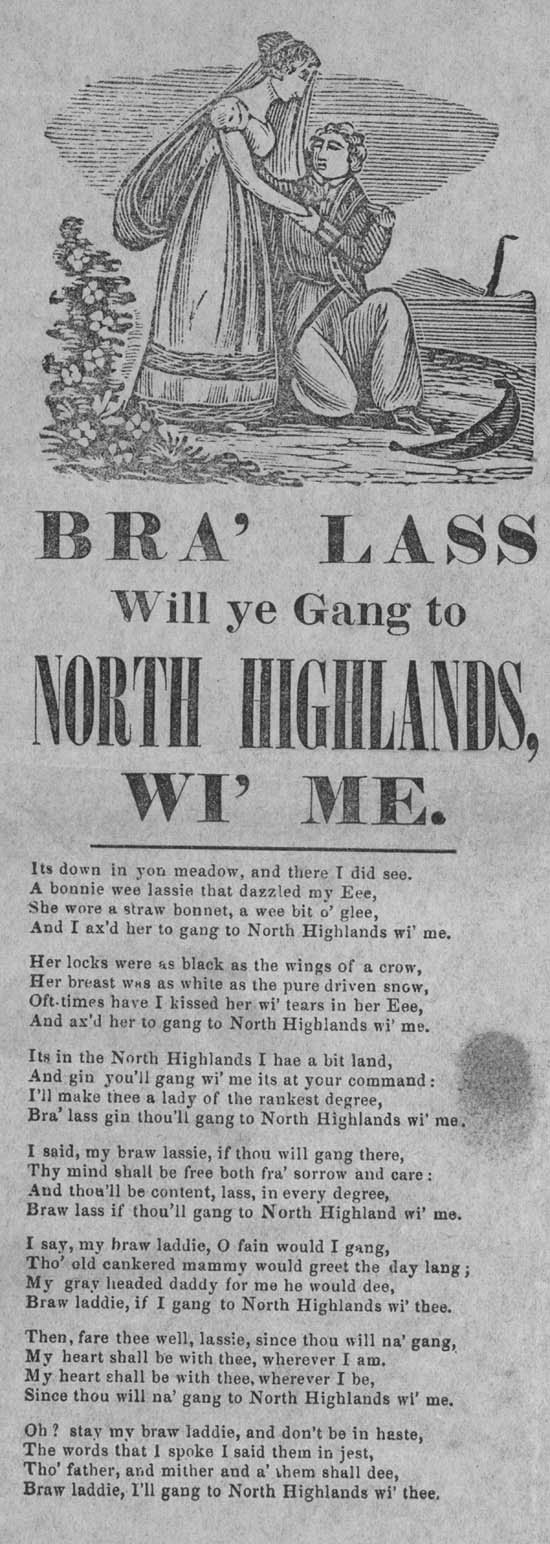 BRA' LASS
Will ye Gang to
NORTH HIGHLANDS,
WI' ME.
Its down in yon meadow, and there I did see.
A bonnie wee lassie that dazzled my Eee,
She wore a straw bonnet, a wee bit o' glee,
And I ax'd her to gang to North Highlands wi' me.
Her locks were as black as the wings of a crow,
Her breast was as white as the pure driven snow,
Oft-times have I kissed her wi' tears in her Eee,
And ax'd her to gang to North Highlands wi' me.
Its in the North Highlands I hae a bit land,
And gin you'll gang wi' me its at your command:
I'll make thee a lady of the rankest degree,
Bra' lass gin thou'll gang to North Highlands wi' me.
I said, my braw lassie, if thou will gang there,
Thy mind shall be free both fra' sorrow and care:
And thou'll be content, lass, in every degree,
Braw lass if thou'll gang to North Highland wi' me.
I say, my braw laddie, O fain would I gang,
Tho' old cankered mammy would greet the day lang;
My gray headed daddy for me he would dee,
Braw laddie, if I gang to North Highlands wi' thee.
Then, fare thee well, lassie, since thou will na' gang,
My heart shall be with thee, wherever I am.
My heart shall be with thee, wherever I be,
Since thou will na' gang to North Highlands wi' me.
Oh? stay my braw laddie, and don't be in haste,
The words that I spoke I said them in jest,
Tho' father, and mither and a' them shall dee,
Braw laddie, I'll gang to North Highlands wi' thee.